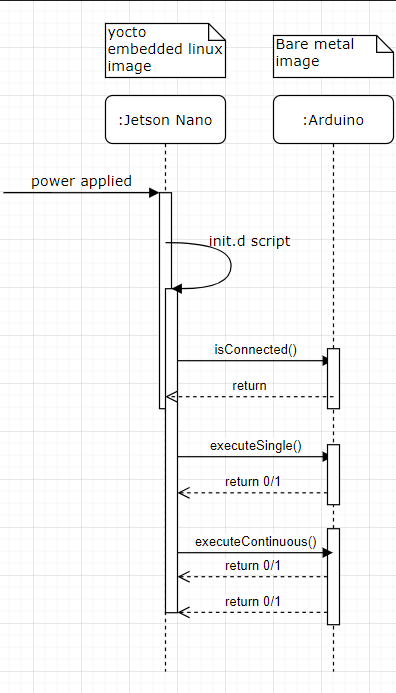 yocto
embedded linux
image
Bare metal
image
:Jetson Nano
:Arduino
power applied
init.d script
isConnected()
return
executeSingle()
return 0/1
executeContinuous()
return 0/1
return 0/1